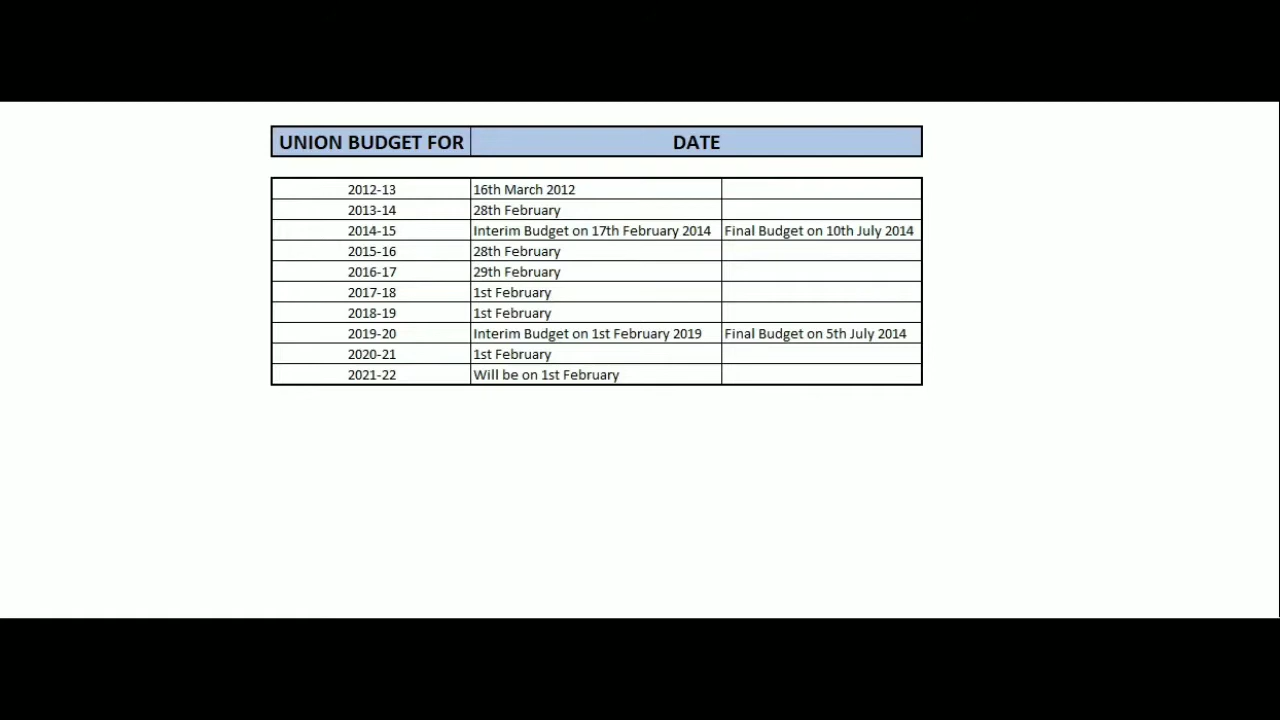 UNION BUDGET FOR DATE
2012-13 16th March 2012
2013-14 28th February
2014-15 Interim Budget on 17th February 2014 Final Budget on 10th July 2014
2015-16 28th February
2016-17 29th February
2017-18 1st February
2018-19 1st February
2019-20 Interim Budget on 1st February 2019 Final Budget on 5th July 2014
2020-21 1st February
2021-22 Will be on 1st February